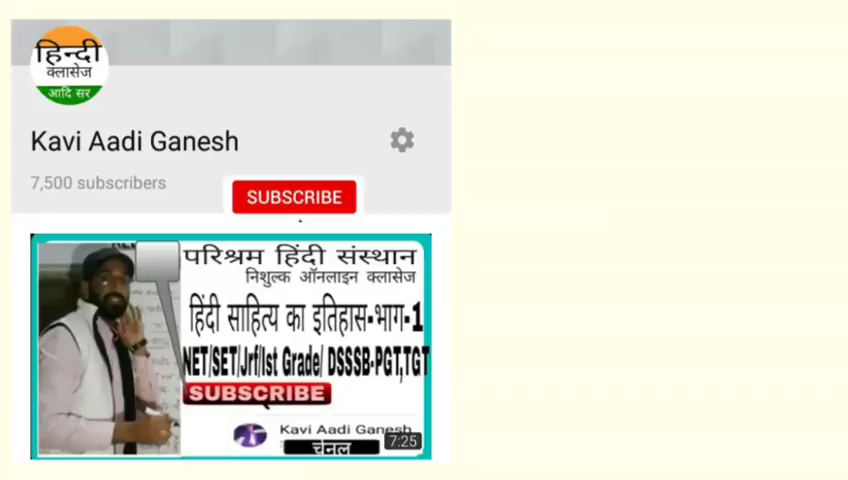 हिन्दी
क्लासेज
आदि सर
Kavi Aadi Ganesh
7,500 subscribers
SUBSCRIBE
परिश्रम हिंदी संस्थान
निशुल्क ऑनलाइन क्लासेज
हिंदी साहित्य का इतिहास-भाग-1
NET/SET/Jrf/Ist Grade/ DSSSB-PGT,TGT
SUBSCRIBE
Kavi Aadi Ganesh
चेनल
7:25